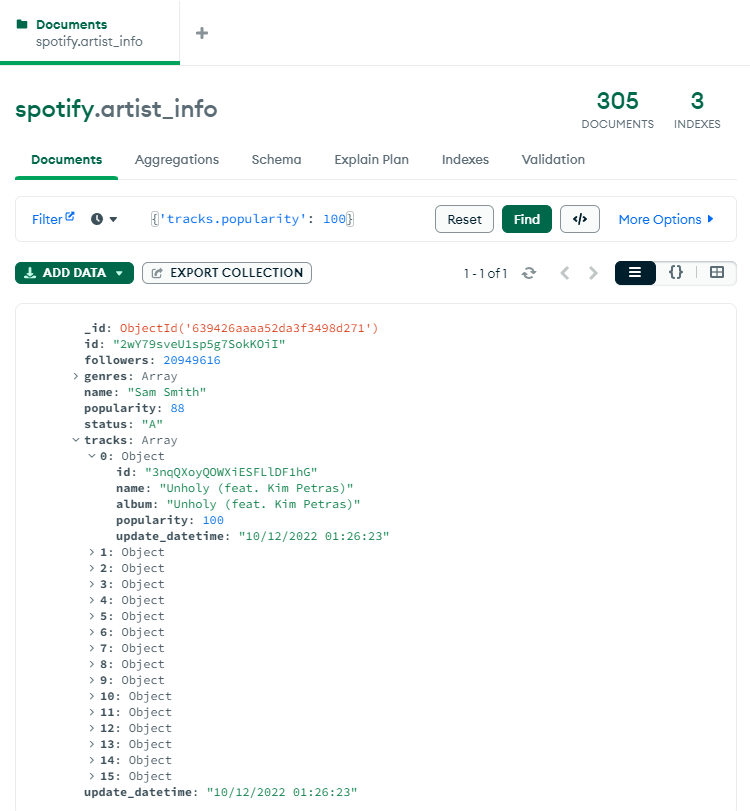 Documents
spotify.artist_info
+
spotify.artist_info
305
DOCUMENTS
3
INDEXES
Documents Aggregations Schema Explain Plan Indexes Validation
Filter {'tracks.popularity': 100} Reset Find </> More Options
ADD DATA EXPORT COLLECTION 1 - 1 of 1 {}
_id: ObjectId('639426aaaa52da3f3498d271')
id: "2wY79sveU1sp5g7SokKOiI"
followers: 20949616
genres: Array
name: "Sam Smith"
popularity: 88
status: "A"
tracks: Array
0: Object
id: "3nqQXoyQOWXiESFLlDF1hG"
name: "Unholy (feat. Kim Petras)"
album: "Unholy (feat. Kim Petras)"
popularity: 100
update_datetime: "10/12/2022 01:26:23"
1: Object
2: Object
3: Object
4: Object
5: Object
6: Object
7: Object
8: Object
9: Object
10: Object
11: Object
12: Object
13: Object
14: Object
15: Object
update_datetime: "10/12/2022 01:26:23"